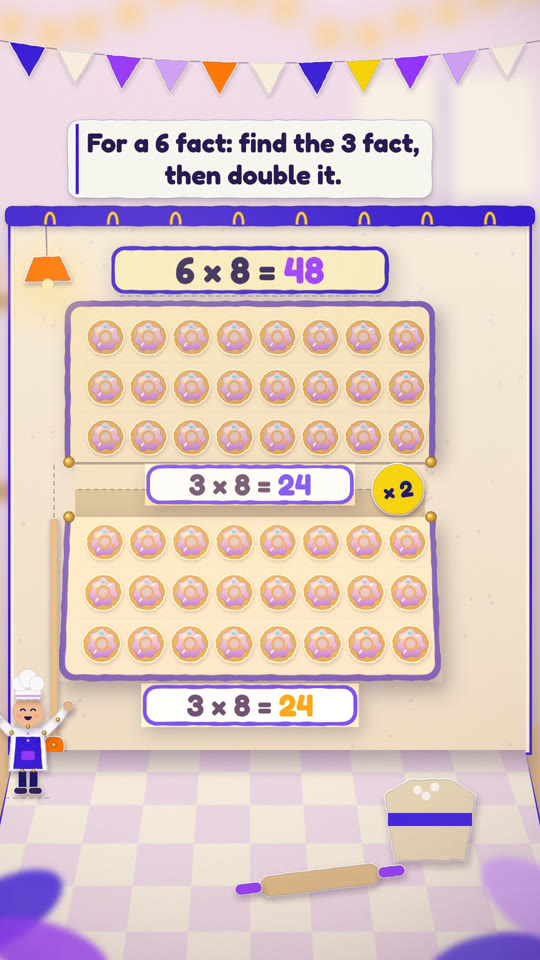 For a 6 fact: find the 3 fact,
then double it.
6 × 8 = 48
3 × 8 = 24
× 2
3 × 8 = 24